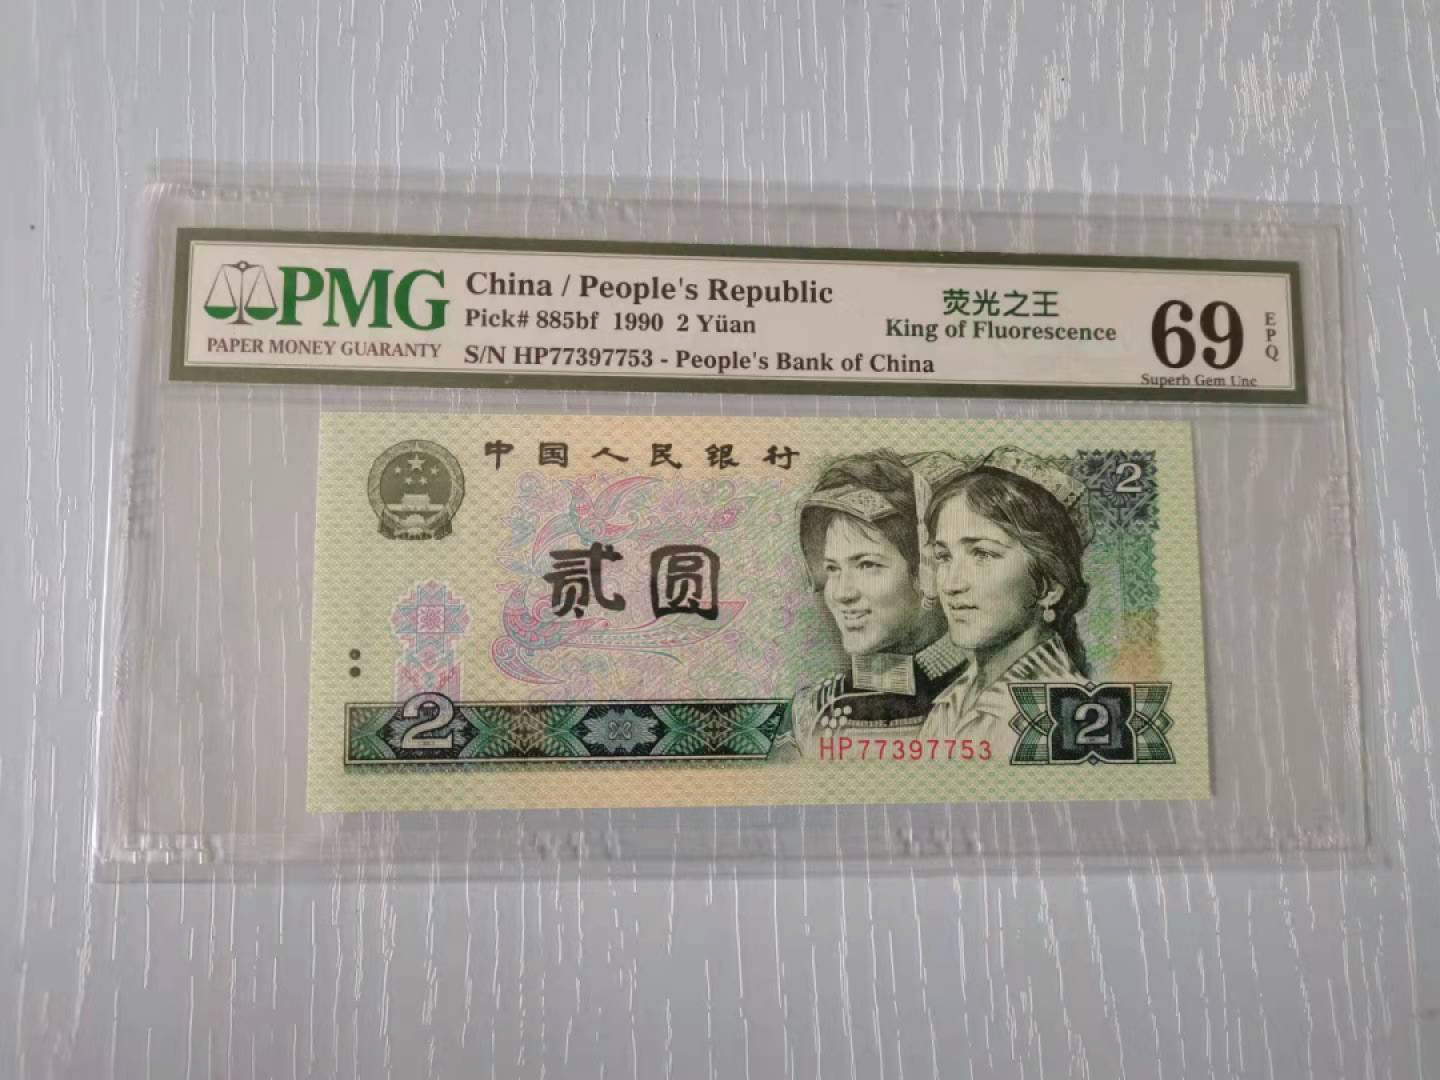 PMG
PAPER MONEY GUARANTY
China / People's Republic
Pick# 885bf 1990 2 Yüan
S/N HP77397753 - People's Bank of China
荧光之王
King of Fluorescence
69
EPQ
Superb Gem Unc
中国人民银行
2
贰圆
2
2
HP77397753